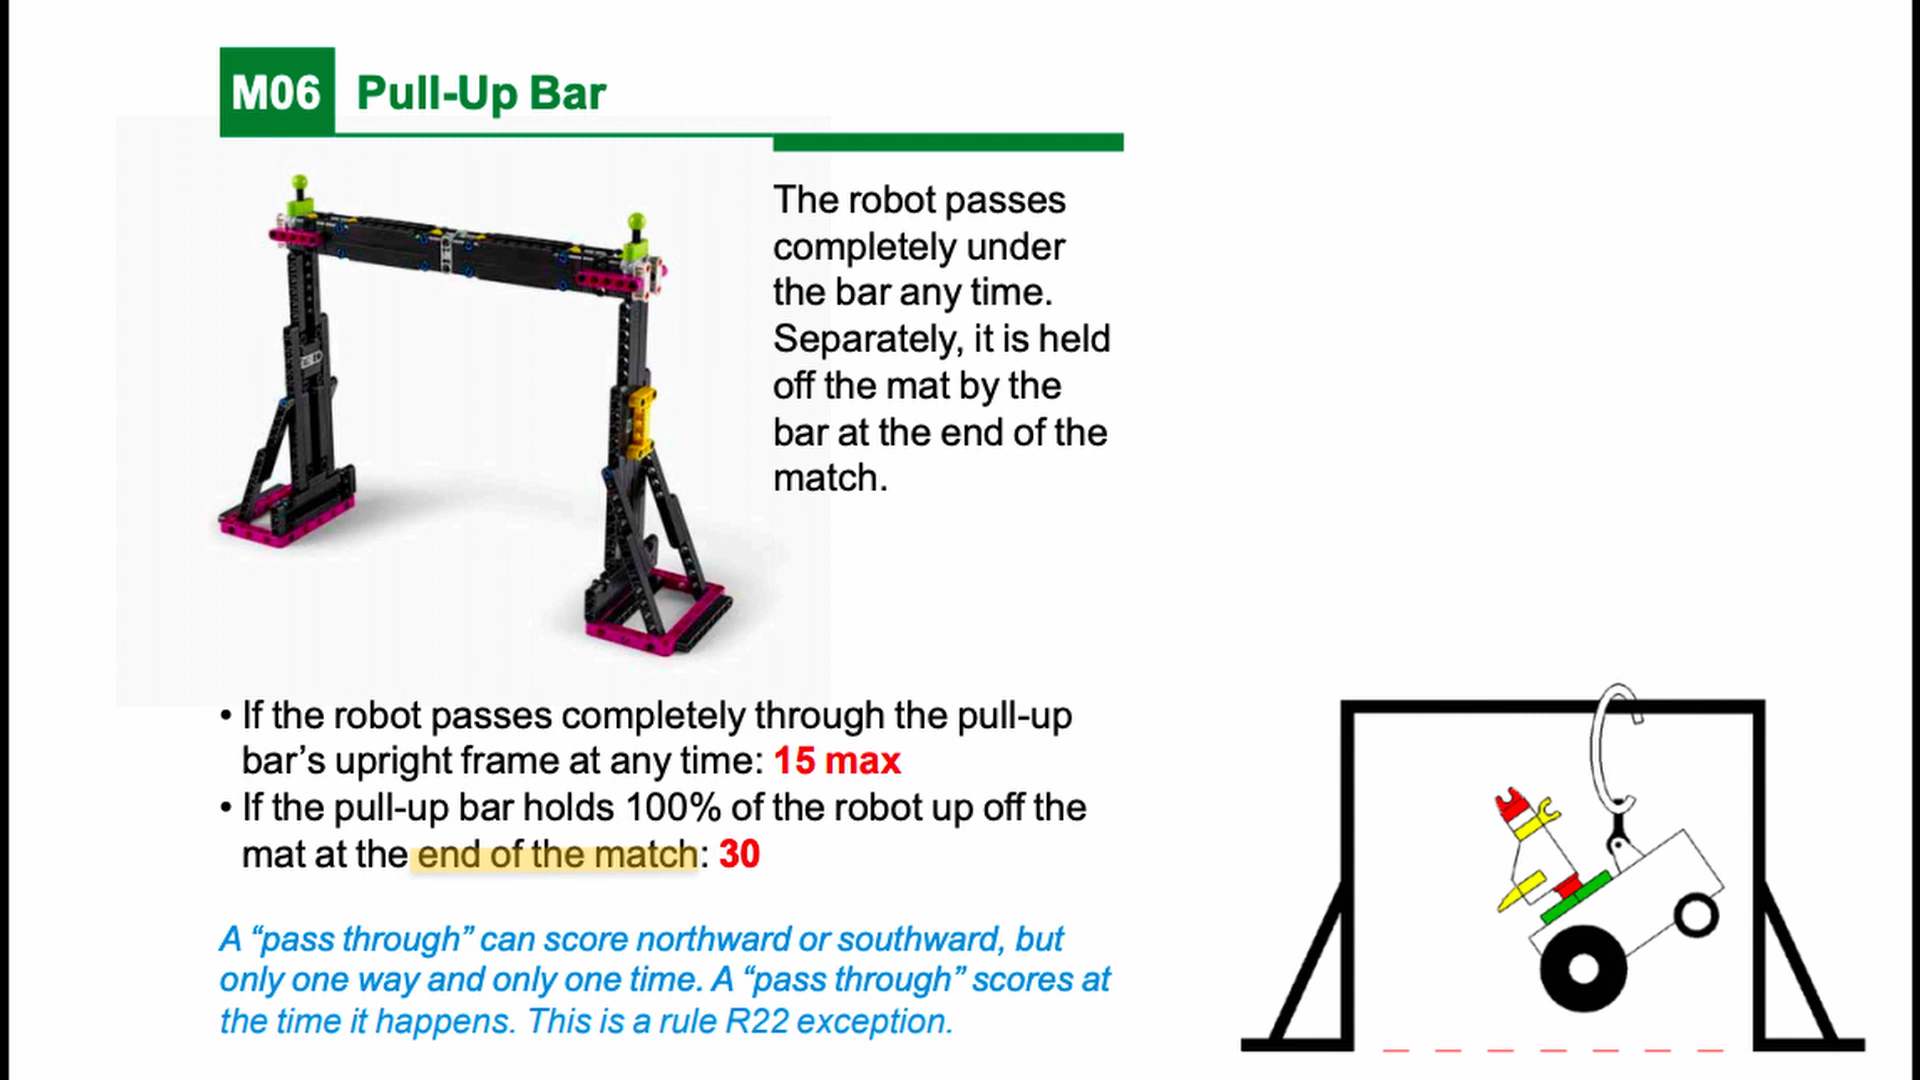 M06 Pull-Up Bar
The robot passes
completely under
the bar any time.
Separately, it is held
off the mat by the
bar at the end of the
match.
• If the robot passes completely through the pull-up
bar’s upright frame at any time: 15 max
• If the pull-up bar holds 100% of the robot up off the
mat at the end of the match: 30
A “pass through” can score northward or southward, but
only one way and only one time. A “pass through” scores at
the time it happens. This is a rule R22 exception.